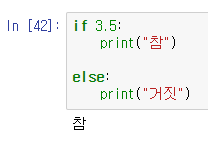 In [42]: if 3.5:
    print("참")

else:
    print("거짓")
참